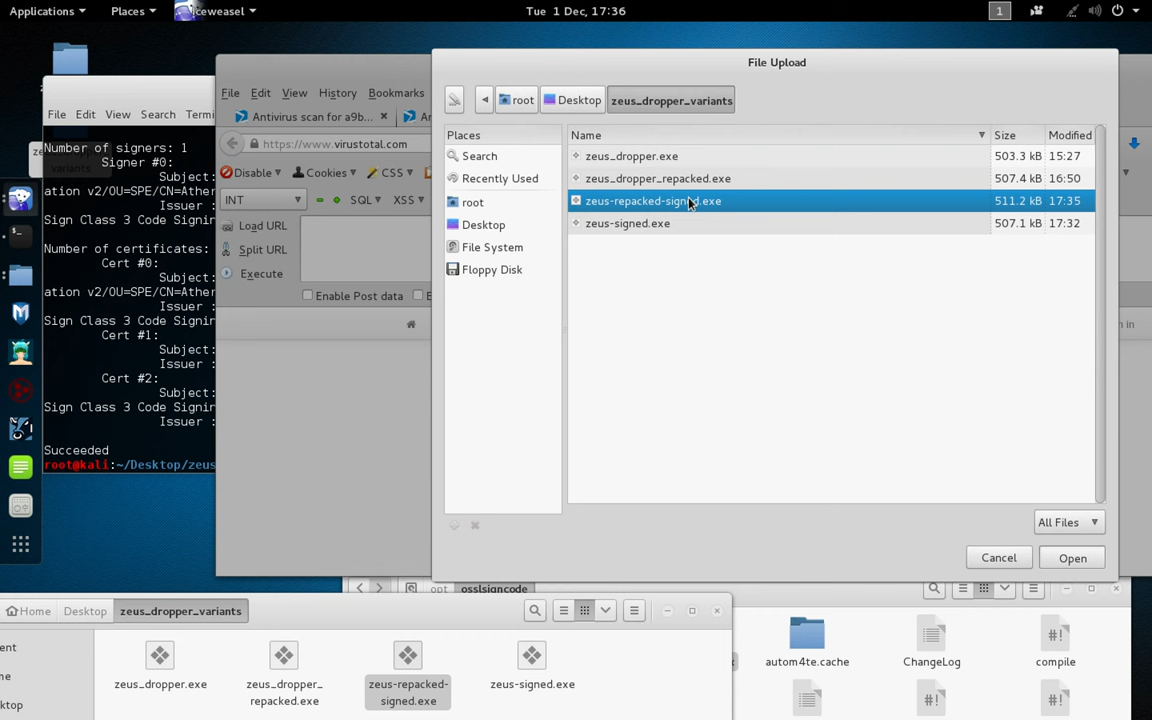 Applications Places Iceweasel Tue 1 Dec, 17:36 1
File Upload
root Desktop zeus_dropper_variants
Places Name Size Modified
Search zeus_dropper.exe 503.3 kB 15:27
Recently Used zeus_dropper_repacked.exe 507.4 kB 16:50
root zeus-repacked-signed.exe 511.2 kB 17:35
Desktop zeus-signed.exe 507.1 kB 17:32
File System
Floppy Disk
All Files
Cancel Open
File Edit View History Bookmarks
Antivirus scan for a9b...
https://www.virustotal.com
Disable Cookies CSS
INT SQL XSS
Load URL
Split URL
Execute
Enable Post data
File Edit View Search Termi
Number of signers: 1
Signer #0:
Subject:
ation v2/OU=SPE/CN=Ather
Issuer :
Sign Class 3 Code Signin
Number of certificates:
Cert #0:
Subject:
ation v2/OU=SPE/CN=Ather
Issuer :
Sign Class 3 Code Signin
Cert #1:
Subject:
Issuer :
Cert #2:
Subject:
Sign Class 3 Code Signin
Issuer :
Succeeded
root@kali:~/Desktop/zeus
opt osslsigncode
autom4te.cache ChangeLog compile
Home Desktop zeus_dropper_variants
zeus_dropper.exe zeus_dropper_ zeus-repacked- zeus-signed.exe
repacked.exe signed.exe